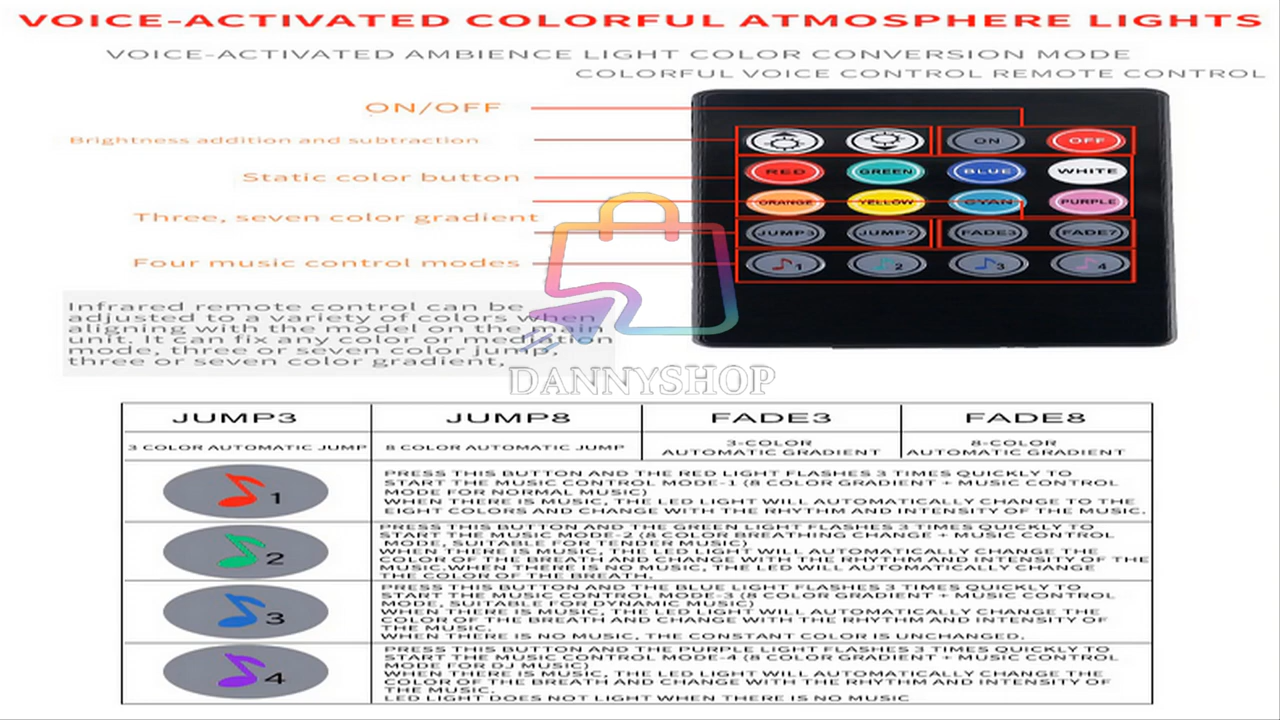 VOICE-ACTIVATED COLORFUL ATMOSPHERE LIGHTS
VOICE-ACTIVATED AMBIENCE LIGHT COLOR CONVERSION MODE
COLORFUL VOICE CONTROL REMOTE CONTROL
ON/OFF
Brightness addition and subtraction
Static color button
Three, seven color gradient
Four music control modes
ON OFF
RED GREEN BLUE WHITE
ORANGE YELLOW CYAN PURPLE
JUMP3 JUMP7 FADE3 FADE7
1 2 3 4
Infrared remote control can be
adjusted to a variety of colors when
aligning with the model on the main
unit. It can fix any color or meditation
mode, three or seven color jump,
three or seven color gradient,
DANNYSHOP
JUMP3 JUMP8 FADE3 FADE8
3 COLOR AUTOMATIC JUMP 8 COLOR AUTOMATIC JUMP 3-COLOR AUTOMATIC GRADIENT 8-COLOR AUTOMATIC GRADIENT
1
PRESS THIS BUTTON AND THE RED LIGHT FLASHES 3 TIMES QUICKLY TO
START THE MUSIC CONTROL MODE-1 (8 COLOR GRADIENT + MUSIC CONTROL
MODE FOR NORMAL MUSIC)
WHEN THERE IS MUSIC, THE LED LIGHT WILL AUTOMATICALLY CHANGE TO THE
EIGHT COLORS AND CHANGE WITH THE RHYTHM AND INTENSITY OF THE MUSIC.
2
PRESS THIS BUTTON AND THE GREEN LIGHT FLASHES 3 TIMES QUICKLY TO
START THE MUSIC MODE-2 (8 COLOR BREATHING CHANGE + MUSIC CONTROL
MODE, SUITABLE FOR TENDER MUSIC)
WHEN THERE IS MUSIC, THE LED LIGHT WILL AUTOMATICALLY CHANGE THE
COLOR OF THE BREATH AND CHANGE WITH THE RHYTHM AND INTENSITY OF THE
MUSIC.WHEN THERE IS NO MUSIC, THE LED WILL AUTOMATICALLY CHANGE
THE COLOR OF THE BREATH.
3
PRESS THIS BUTTON AND THE BLUE LIGHT FLASHES 3 TIMES QUICKLY TO
START THE MUSIC CONTROL MODE-3 (8 COLOR GRADIENT + MUSIC CONTROL
MODE, SUITABLE FOR DYNAMIC MUSIC)
WHEN THERE IS MUSIC, THE LED LIGHT WILL AUTOMATICALLY CHANGE THE
COLOR OF THE BREATH AND CHANGE WITH THE RHYTHM AND INTENSITY OF
THE MUSIC.
WHEN THERE IS NO MUSIC, THE CONSTANT COLOR IS UNCHANGED.
4
PRESS THIS BUTTON AND THE PURPLE LIGHT FLASHES 3 TIMES QUICKLY TO
START THE MUSIC CONTROL MODE-4 (8 COLOR GRADIENT + MUSIC CONTROL
MODE FOR DJ MUSIC)
WHEN THERE IS MUSIC, THE LED LIGHT WILL AUTOMATICALLY CHANGE THE
COLOR OF THE BREATH AND CHANGE WITH THE RHYTHM AND INTENSITY OF
THE MUSIC.
LED LIGHT DOES NOT LIGHT WHEN THERE IS NO MUSIC